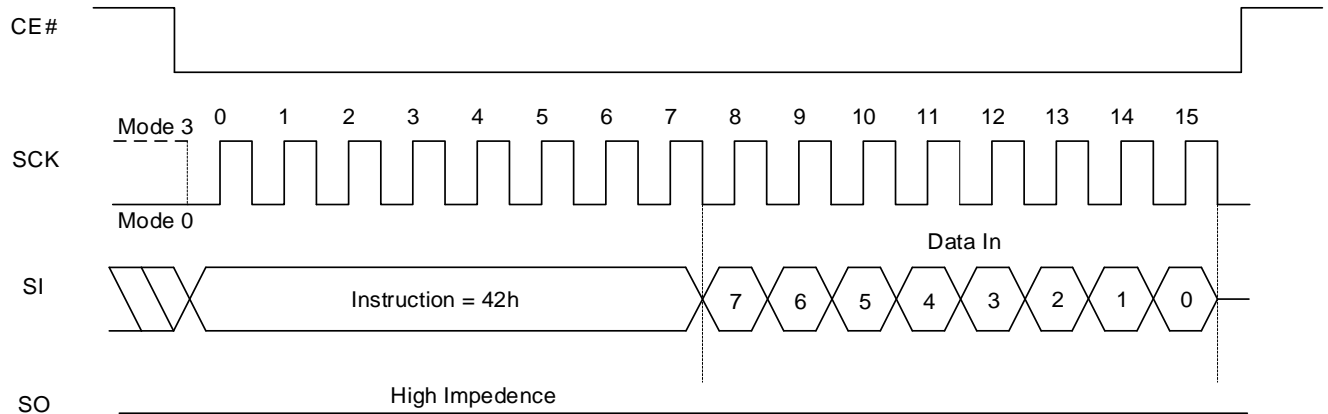 CE#
0 1 2 3 4 5 6 7 8 9 10 11 12 13 14 15
Mode 3
SCK
Mode 0
Data In
SI
Instruction = 42h
7 6 5 4 3 2 1 0
High Impedence
SO